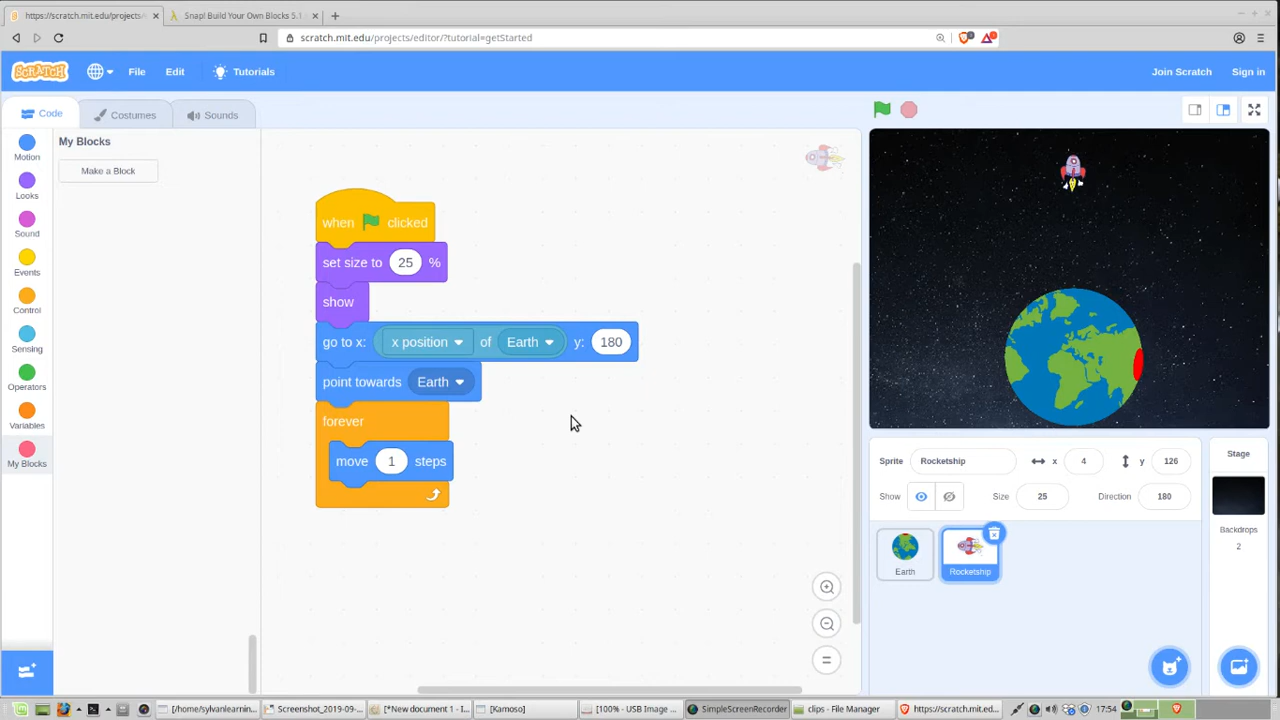 https://scratch.mit.edu/projects/
Snap! Build Your Own Blocks 5.1
scratch.mit.edu/projects/editor/?tutorial=getStarted
SCRATCH
File
Edit
Tutorials
Join Scratch
Sign in
Code
Costumes
Sounds
Motion
Looks
Sound
Events
Control
Sensing
Operators
Variables
My Blocks
My Blocks
Make a Block
when clicked
set size to 25 %
show
go to x: x position of Earth y: 180
point towards Earth
forever
move 1 steps
Sprite Rocketship x 4 y 126
Show Size 25 Direction 180
Earth
Rocketship
Stage
Backdrops
2
[/home/sylvanlearnin...
Screenshot_2019-09-...
[*New document 1 - I...
[Kamoso]
[100% - USB Image ...
SimpleScreenRecorder
clips - File Manager
https://scratch.mit.ed...
17:54